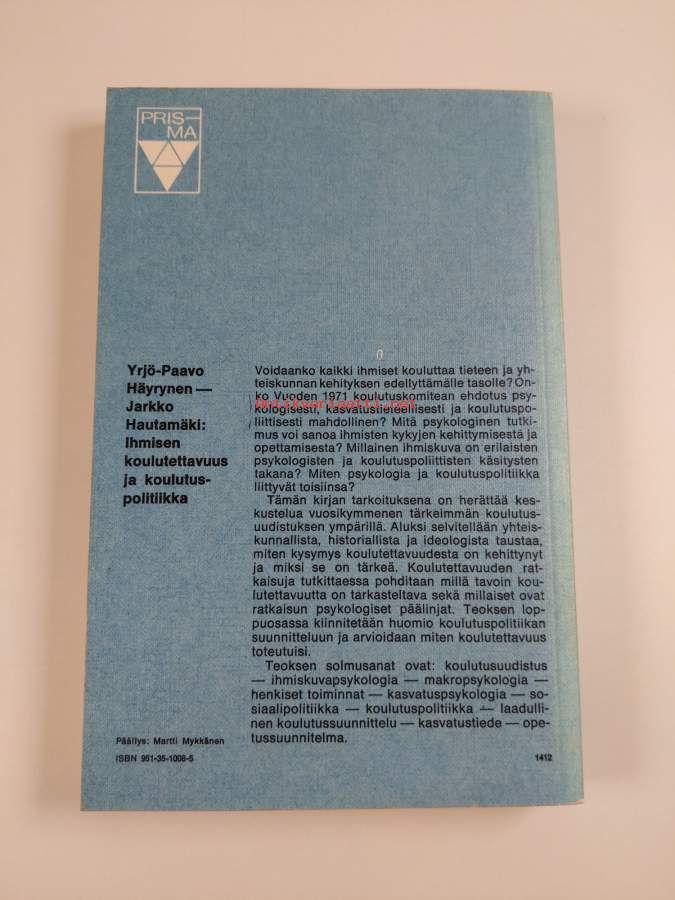 PRIS-
MA
Yrjö-Paavo
Häyrynen —
Jarkko
Hautamäki:
Ihmisen
koulutettavuus
ja koulutus-
politiikka
Voidaanko kaikki ihmiset kouluttaa tieteen ja yh-
teiskunnan kehityksen edellyttämälle tasolle? On-
ko Vuoden 1971 koulutuskomitean ehdotus psy-
kologisesti, kasvatustieteellisesti ja koulutuspo-
liittisesti mahdollinen? Mitä psykologinen tutki-
mus voi sanoa ihmisten kykyjen kehittymisestä ja
opettamisesta? Millainen ihmiskuva on erilaisten
psykologisten ja koulutuspoliittisten käsitysten
takana? Miten psykologia ja koulutuspolitiikka
liittyvät toisiinsa?
Tämän kirjan tarkoituksena on herättää kes-
kustelua vuosikymmenen tärkeimmän koulutus-
uudistuksen ympärillä. Aluksi selvitellään yhteis-
kunnallista, historiallista ja ideologista taustaa,
miten kysymys koulutettavuudesta on kehittynyt
ja miksi se on tärkeä. Koulutettavuuden rat-
kaisuja tutkittaessa pohditaan millä tavoin kou-
lutettavuutta on tarkasteltava sekä millaiset ovat
ratkaisun psykologiset päälinjat. Teoksen lop-
puosassa kiinnitetään huomio koulutuspolitiikan
suunnitteluun ja arvioidaan miten koulutettavuus
toteutuisi.
Teoksen solmusanat ovat: koulutusuudistus
— ihmiskuvapsykologia — makropsykologia —
henkiset toiminnat — kasvatuspsykologia — so-
siaalipolitiikka — koulutuspolitiikka — laadulli-
nen koulutussuunnittelu — kasvatustiede — ope-
tussuunnitelma.
Päällys: Martti Mykkänen
ISBN 951-35-1008-5
1412